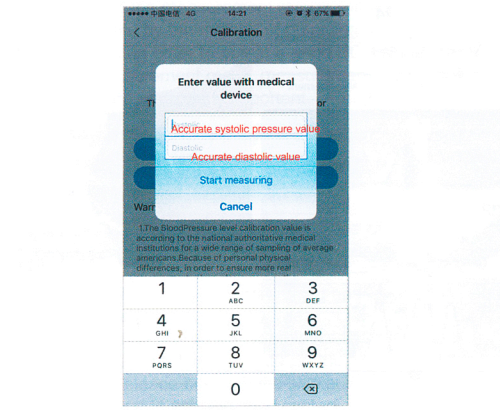 中国电信 4G 14:21 67%
Calibration
Enter value with medical
device
Accurate systolic pressure value
Diastolic
Accurate diastolic value
Start measuring
Cancel
1.The BloodPressure level calibration value is
according to the national authoritative medical
institutions for a wide range of sampling of average
americans.Because of personal physical
differences, in order to ensure more real
1 2 3
ABC DEF
4 5 6
GHI JKL MNO
7 8 9
PQRS TUV WXYZ
0